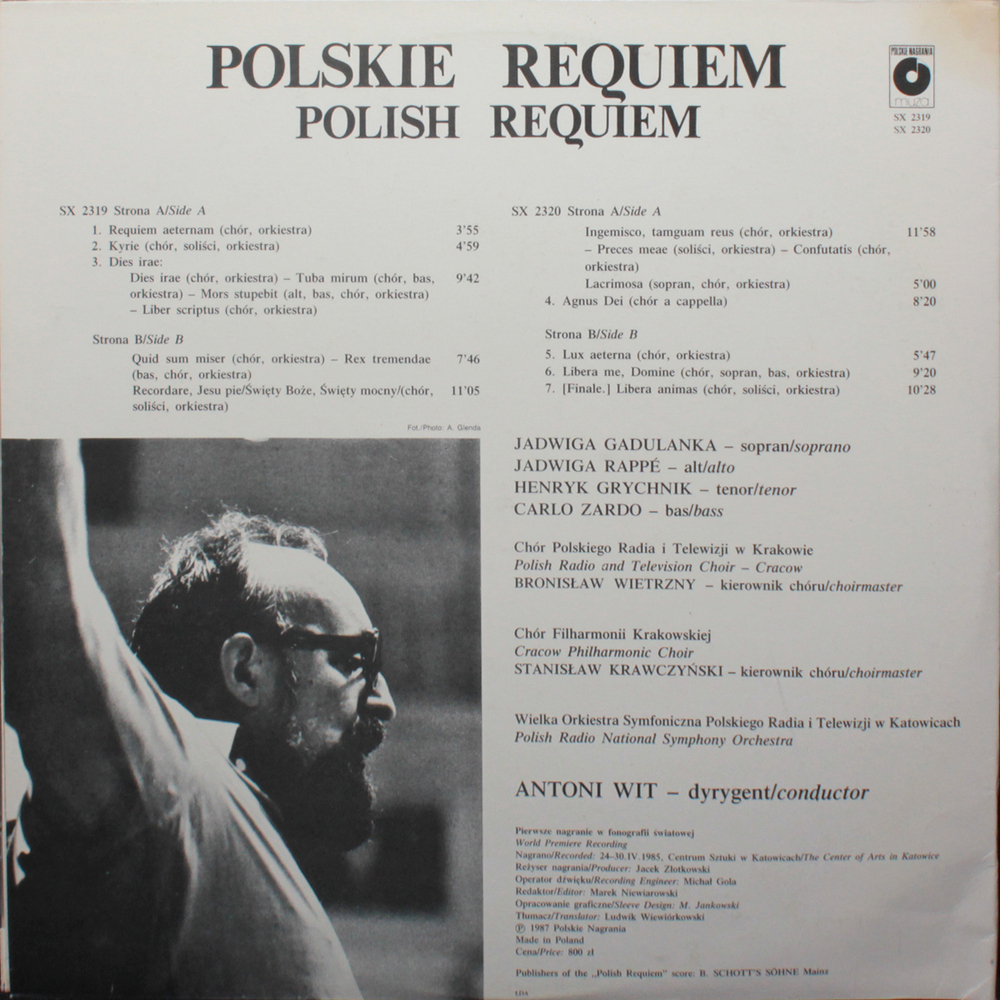 POLSKIE REQUIEM
POLISH REQUIEM
POLSKIE NAGRANIA
muza
SX 2319
SX 2320
SX 2319 Strona A/Side A
1. Requiem aeternam (chór, orkiestra) 3'55
2. Kyrie (chór, soliści, orkiestra) 4'59
3. Dies irae:
Dies irae (chór, orkiestra) – Tuba mirum (chór, bas, 9'42
orkiestra) – Mors stupebit (alt, bas, chór, orkiestra)
– Liber scriptus (chór, orkiestra)
Strona B/Side B
Quid sum miser (chór, orkiestra) – Rex tremendae 7'46
(bas, chór, orkiestra)
Recordare, Jesu pie/Święty Boże, Święty mocny/(chór, 11'05
soliści, orkiestra)
Fot./Photo: A. Glenda
SX 2320 Strona A/Side A
Ingemisco, tamguam reus (chór, orkiestra) 11'58
– Preces meae (soliści, orkiestra) – Confutatis (chór,
orkiestra)
Lacrimosa (sopran, chór, orkiestra) 5'00
4. Agnus Dei (chór a cappella) 8'20
Strona B/Side B
5. Lux aeterna (chór, orkiestra) 5'47
6. Libera me, Domine (chór, sopran, bas, orkiestra) 9'20
7. [Finale.] Libera animas (chór, soliści, orkiestra) 10'28
JADWIGA GADULANKA – sopran/soprano
JADWIGA RAPPÉ – alt/alto
HENRYK GRYCHNIK – tenor/tenor
CARLO ZARDO – bas/bass
Chór Polskiego Radia i Telewizji w Krakowie
Polish Radio and Television Choir – Cracow
BRONISŁAW WIETRZNY – kierownik chóru/choirmaster
Chór Filharmonii Krakowskiej
Cracow Philharmonic Choir
STANISŁAW KRAWCZYŃSKI – kierownik chóru/choirmaster
Wielka Orkiestra Symfoniczna Polskiego Radia i Telewizji w Katowicach
Polish Radio National Symphony Orchestra
ANTONI WIT – dyrygent/conductor
Pierwsze nagranie w fonografii światowej
World Premiere Recording
Nagrano/Recorded: 24–30.IV.1985, Centrum Sztuki w Katowicach/The Center of Arts in Katowice
Reżyser nagrania/Producer: Jacek Złotkowski
Operator dźwięku/Recording Engineer: Michał Gola
Redaktor/Editor: Marek Niewiarowski
Opracowanie graficzne/Sleeve Design: M. Jankowski
Tłumacz/Translator: Ludwik Wiewiórkowski
Ⓟ 1987 Polskie Nagrania
Made in Poland
Cena/Price: 800 zł
Publishers of the „Polish Requiem" score: B. SCHOTT'S SÖHNE Mainz